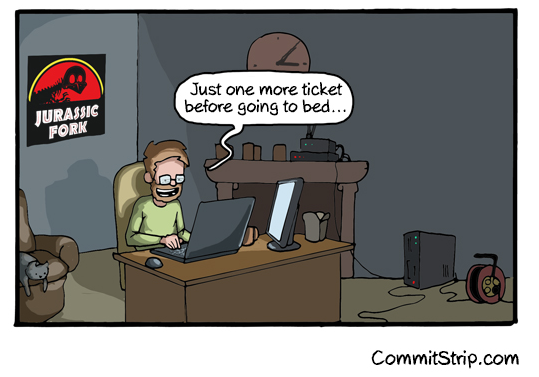 JURASSIC
FORK
Just one more ticket
before going to bed...
CommitStrip.com